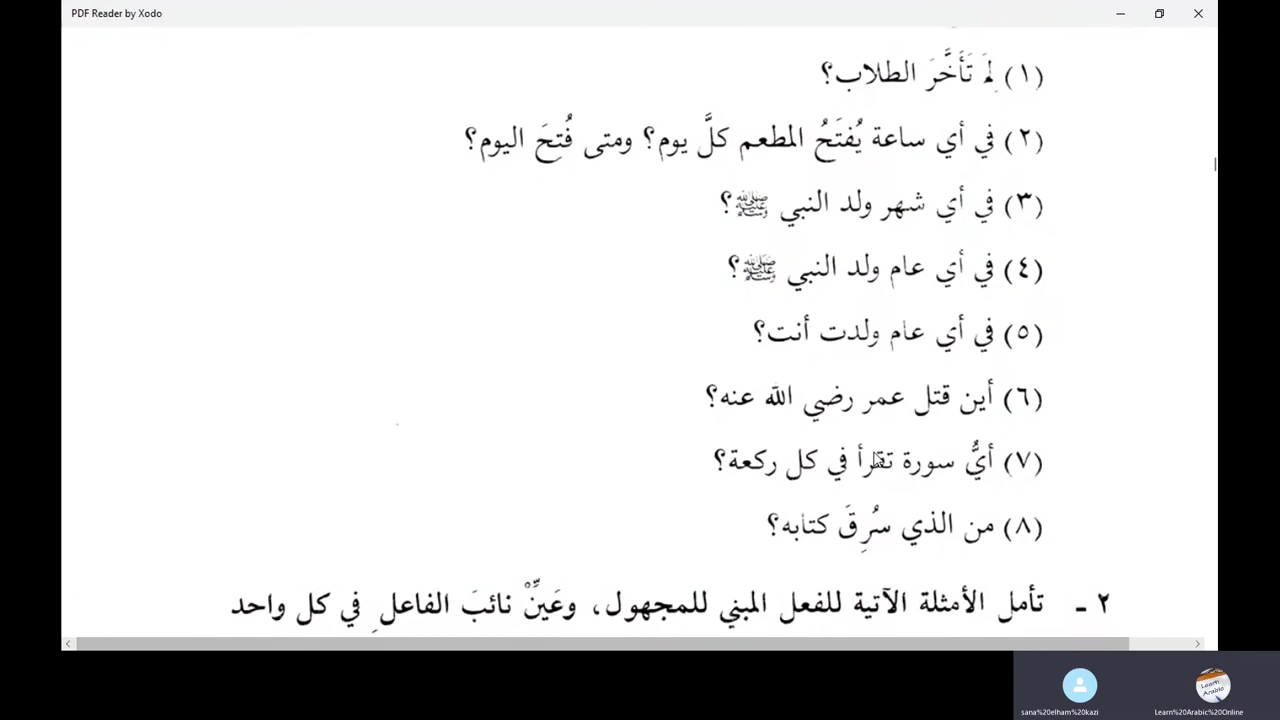 PDF Reader by Xodo
(١) لِمَ تَأَخَّرَ الطلاب؟
(٢) في أي ساعة يُفتَحُ المطعم كلَّ يوم؟ ومتى فُتِحَ اليوم؟
(٣) في أي شهر ولد النبي ﷺ؟
(٤) في أي عام ولد النبي ﷺ؟
(٥) في أي عام ولدت أنت؟
(٦) أين قتل عمر رضي الله عنه؟
(٧) أيُّ سورة تقرأ في كل ركعة؟
(٨) من الذي سُرِقَ كتابه؟
٢ - تأمل الأمثلة الآتية للفعل المبني للمجهول، وعَيِّنْ نائبَ الفاعلِ في كل واحد
sana%20elham%20kazi
Learn Arabic
Learn%20Arabic%20Online